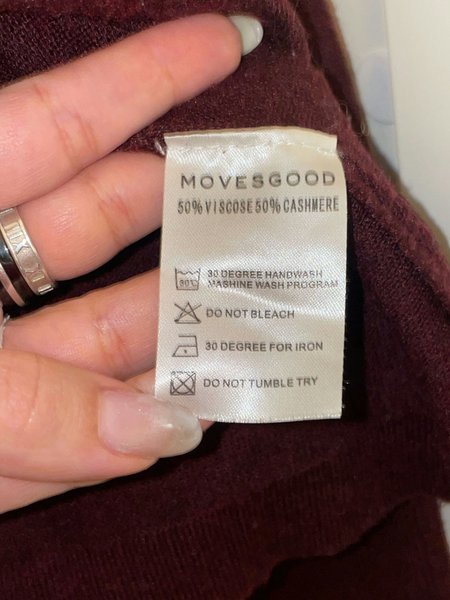 MOVESGOOD
50% VISCOSE 50% CASHMERE
30 DEGREE HANDWASH
MASHINE WASH PROGRAM
30°C
DO NOT BLEACH
30 DEGREE FOR IRON
DO NOT TUMBLE TRY